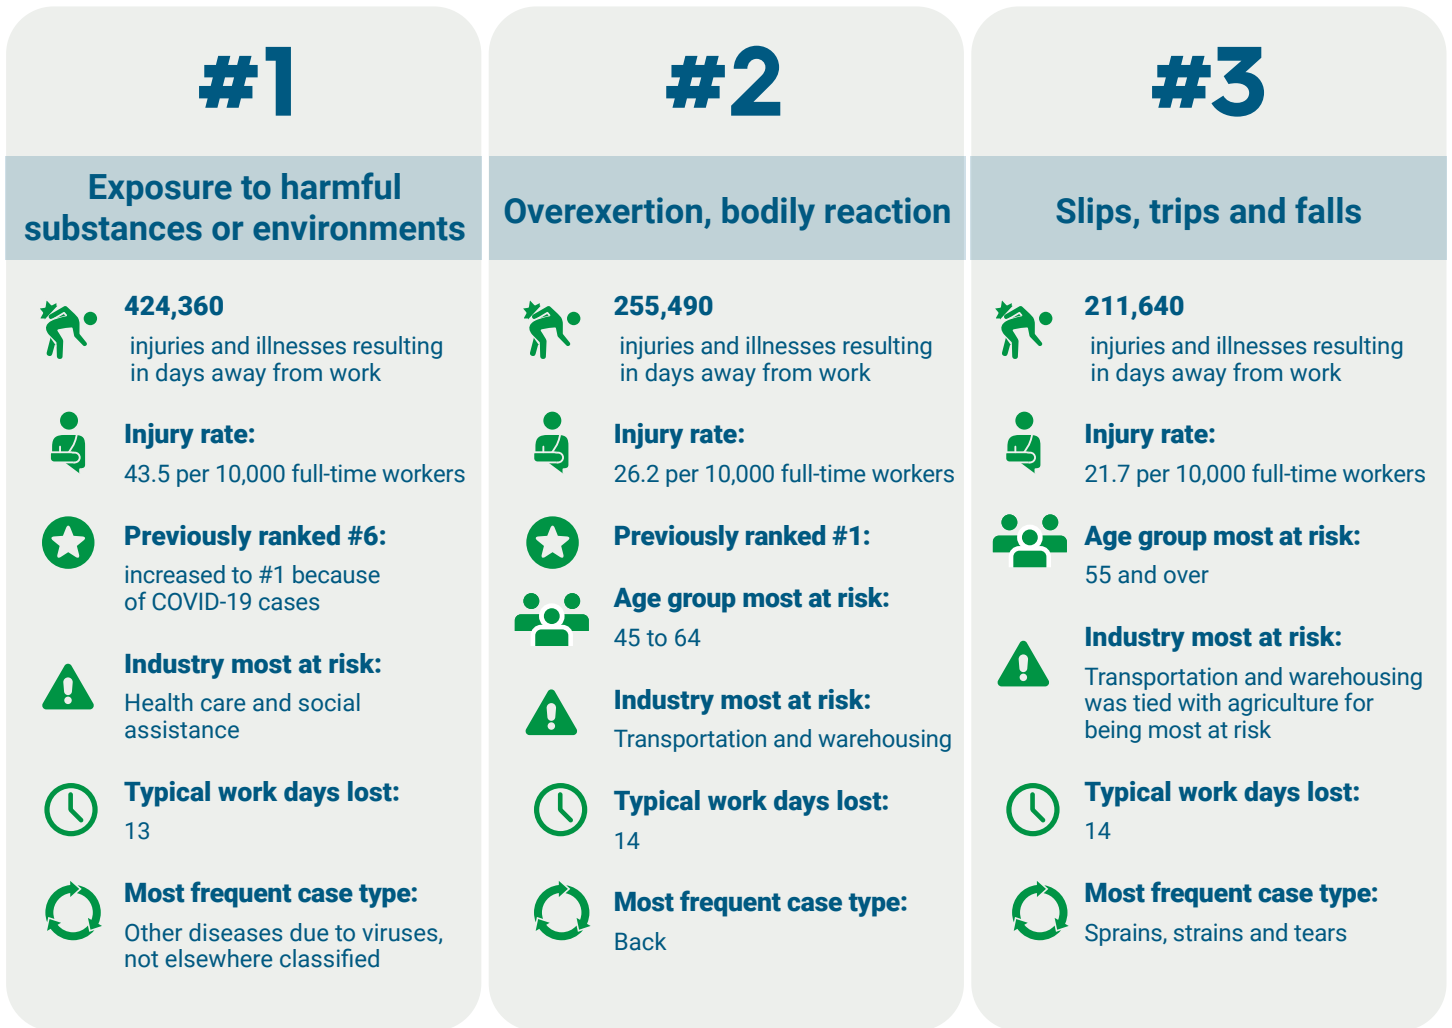 #1
Exposure to harmful
substances or environments
424,360
injuries and illnesses resulting
in days away from work
Injury rate:
43.5 per 10,000 full-time workers
Previously ranked #6:
increased to #1 because
of COVID-19 cases
Industry most at risk:
Health care and social
assistance
Typical work days lost:
13
Most frequent case type:
Other diseases due to viruses,
not elsewhere classified
#2
Overexertion, bodily reaction
255,490
injuries and illnesses resulting
in days away from work
Injury rate:
26.2 per 10,000 full-time workers
Previously ranked #1:
Age group most at risk:
45 to 64
Industry most at risk:
Transportation and warehousing
Typical work days lost:
14
Most frequent case type:
Back
#3
Slips, trips and falls
211,640
injuries and illnesses resulting
in days away from work
Injury rate:
21.7 per 10,000 full-time workers
Age group most at risk:
55 and over
Industry most at risk:
Transportation and warehousing
was tied with agriculture for
being most at risk
Typical work days lost:
14
Most frequent case type:
Sprains, strains and tears